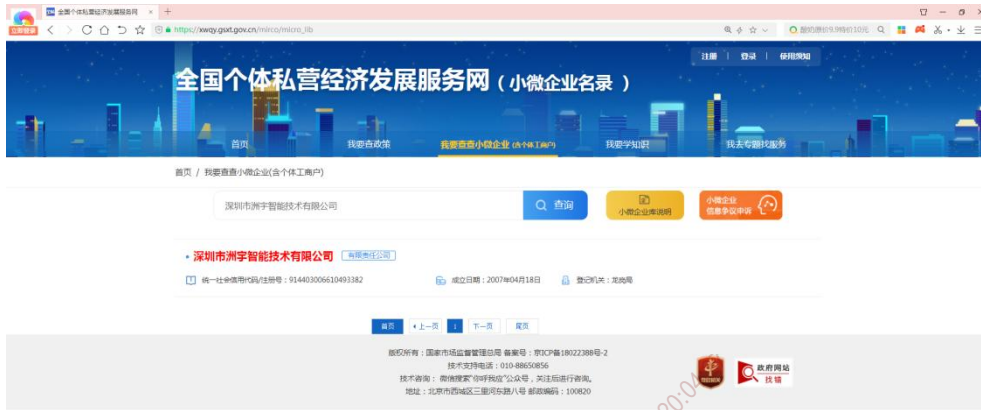 全国个体私营经济发展服务网
立即登录
https://xwqy.gsxt.gov.cn/mirco/micro_lib
注册 | 登录 | 使用须知
全国个体私营经济发展服务网（小微企业名录 ）
首页 我要查政策 我要查查小微企业 (含个体工商户) 我要学知识 我去专题找服务
首页 / 我要查查小微企业(含个体工商户)
深圳市洲宇智能技术有限公司 查询 小微企业库说明 小微企业
信息争议申诉
深圳市洲宇智能技术有限公司 有限责任公司
统一社会信用代码/注册号：914403006610493382 成立日期：2007年04月18日 登记机关：龙岗局
首页 上一页 1 下一页 尾页
版权所有：国家市场监督管理总局 备案号：京ICP备18022388号-2
技术支持电话：010-88650856
技术咨询： 微信搜索“你呼我应”公众号，关注后进行咨询。
地址：北京市西城区三里河东路八号 邮政编码：100820
政府网站
找错
20:04